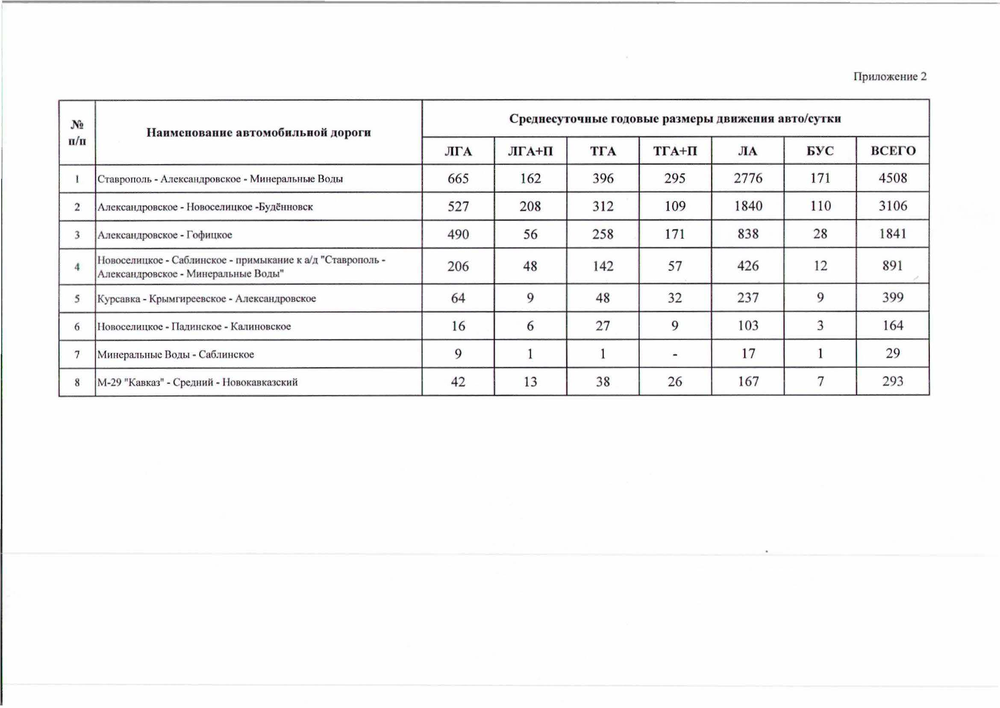 Приложение 2
№ п/п Наименование автомобильной дороги Среднесуточные годовые размеры движения авто/сутки
ЛГА ЛГА+П ТГА ТГА+П ЛА БУС ВСЕГО
1 Ставрополь - Александровское - Минеральные Воды 665 162 396 295 2776 171 4508
2 Александровское - Новоселицкое -Будённовск 527 208 312 109 1840 110 3106
3 Александровское - Гофицкое 490 56 258 171 838 28 1841
4 Новоселицкое - Саблинское - примыкание к а/д "Ставрополь -
Александровское - Минеральные Воды" 206 48 142 57 426 12 891
5 Курсавка - Крымгиреевское - Александровское 64 9 48 32 237 9 399
6 Новоселицкое - Падинское - Калиновское 16 6 27 9 103 3 164
7 Минеральные Воды - Саблинское 9 1 1 - 17 1 29
8 М-29 "Кавказ" - Средний - Новокавказский 42 13 38 26 167 7 293